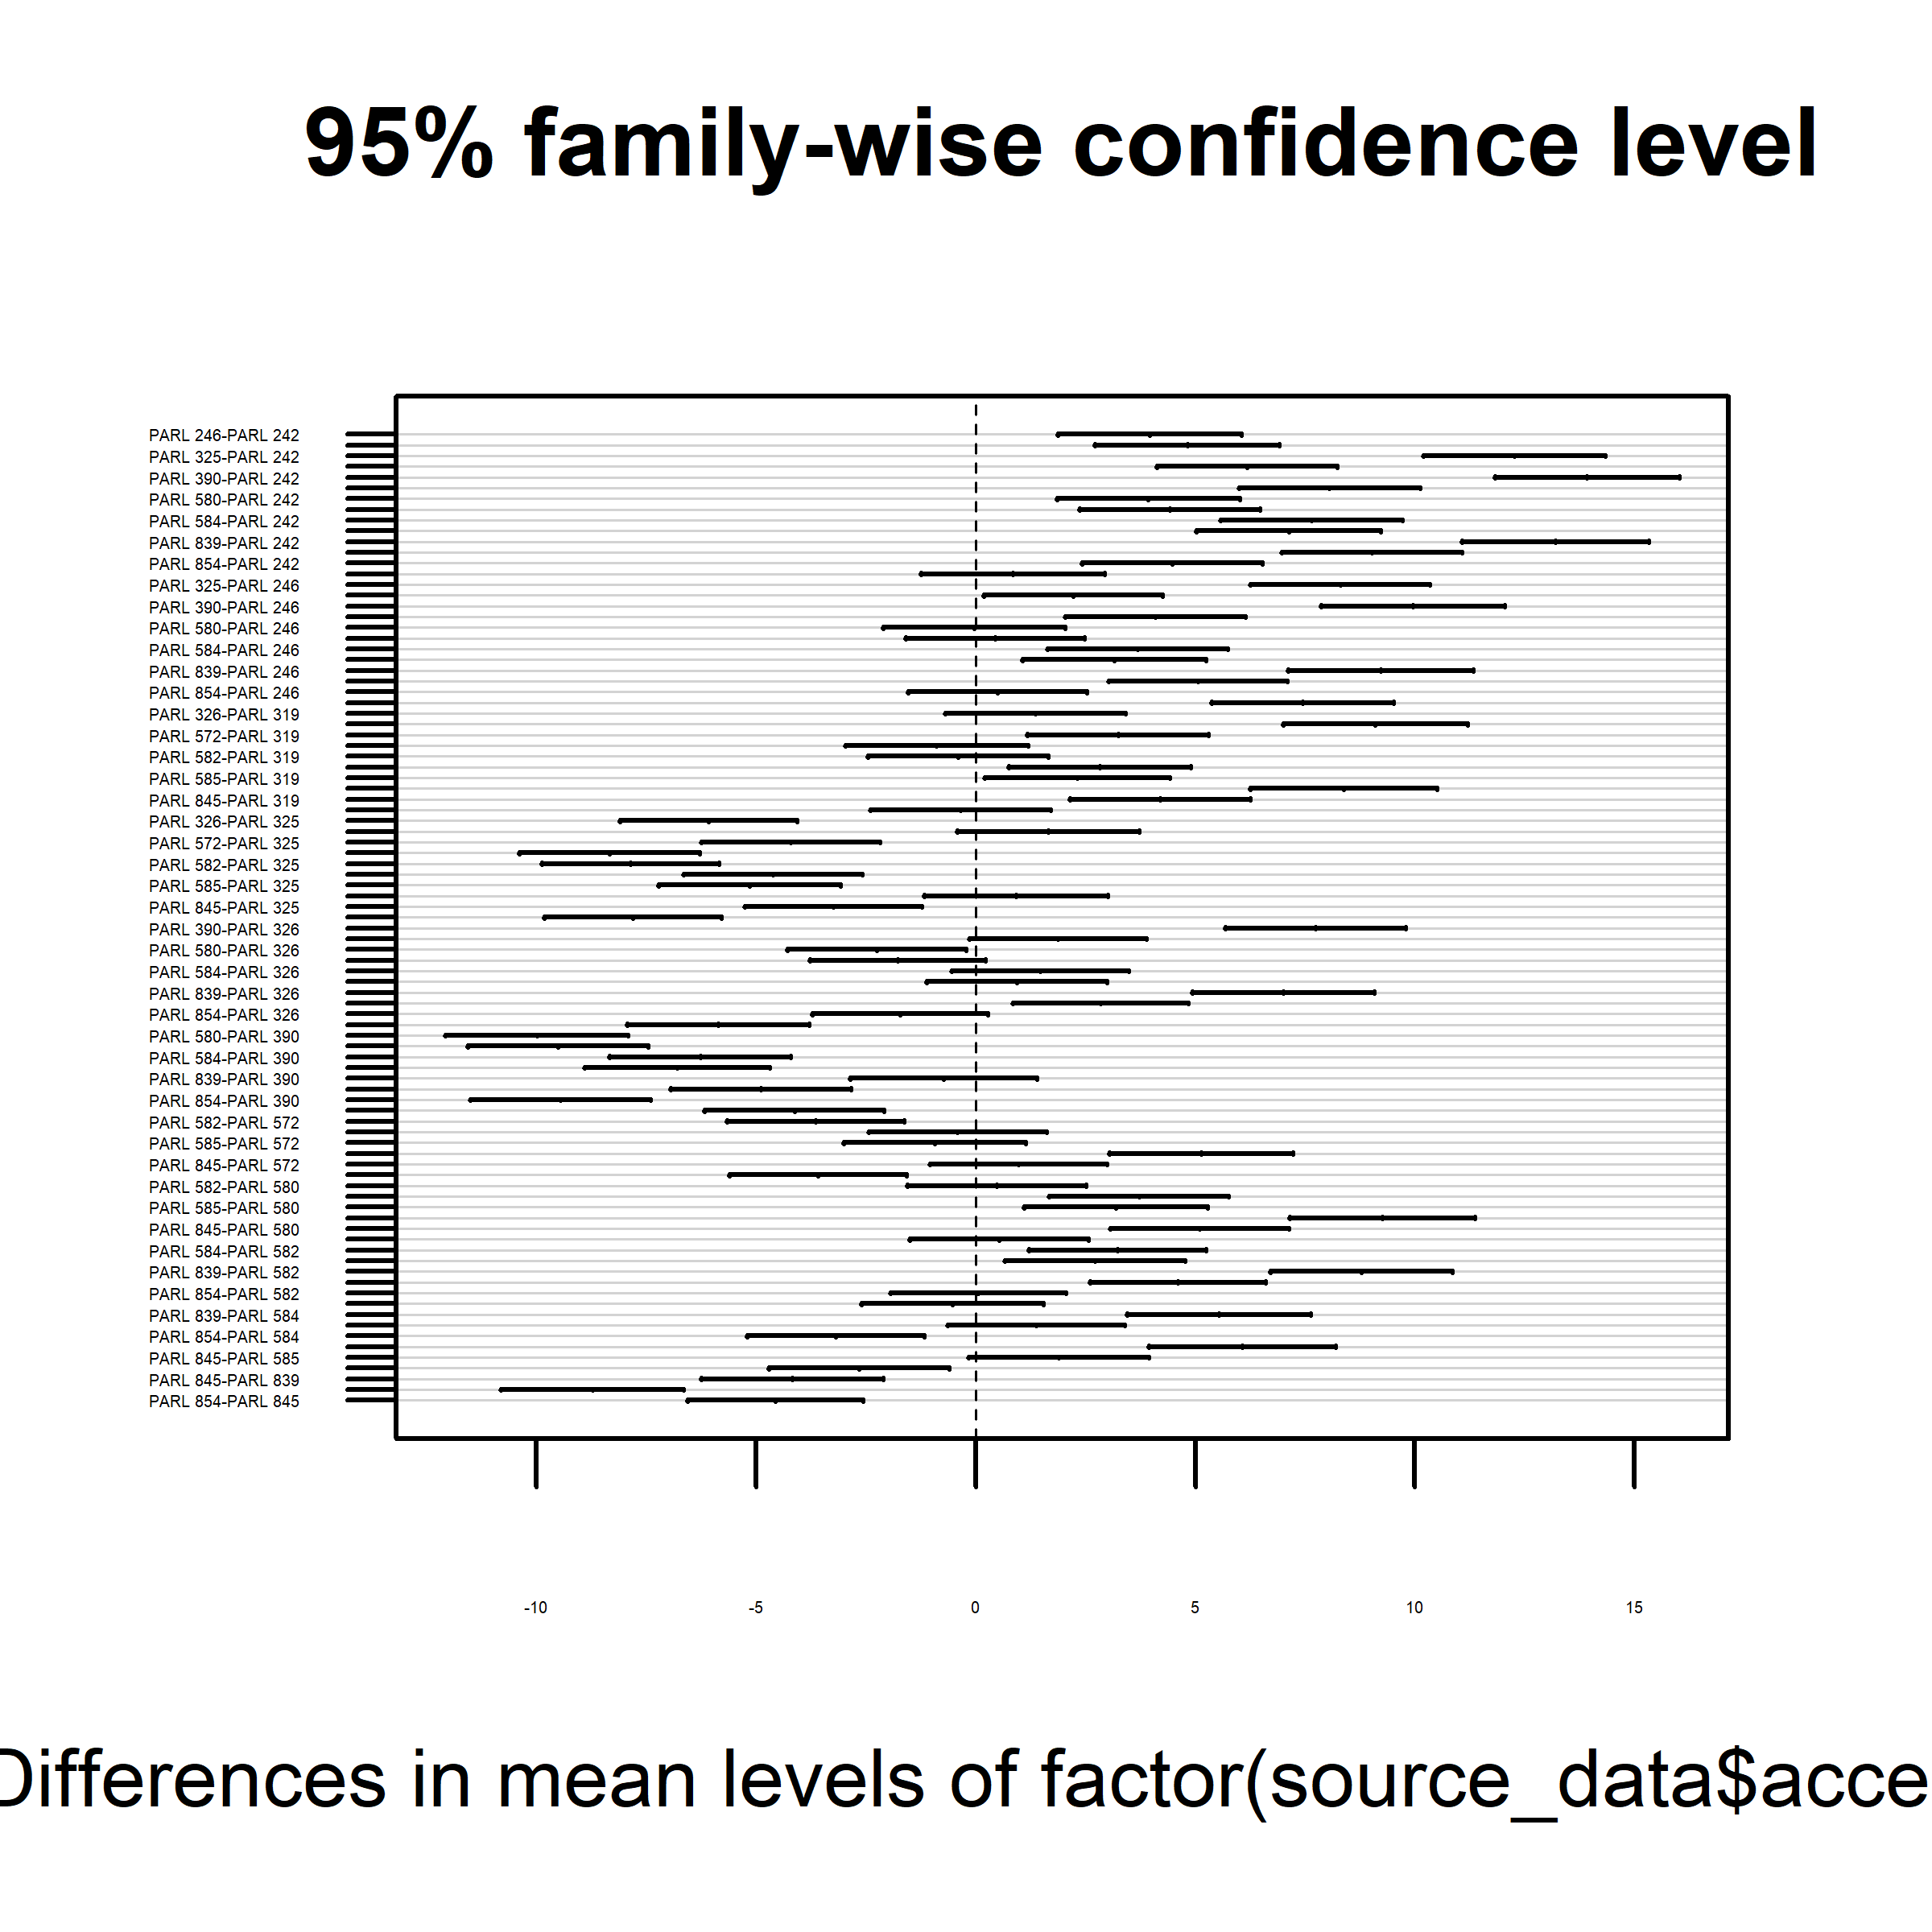 95% family-wise confidence level
PARL 246-PARL 242
PARL 325-PARL 242
PARL 390-PARL 242
PARL 580-PARL 242
PARL 584-PARL 242
PARL 839-PARL 242
PARL 854-PARL 242
PARL 325-PARL 246
PARL 390-PARL 246
PARL 580-PARL 246
PARL 584-PARL 246
PARL 839-PARL 246
PARL 854-PARL 246
PARL 326-PARL 319
PARL 572-PARL 319
PARL 582-PARL 319
PARL 585-PARL 319
PARL 845-PARL 319
PARL 326-PARL 325
PARL 572-PARL 325
PARL 582-PARL 325
PARL 585-PARL 325
PARL 845-PARL 325
PARL 390-PARL 326
PARL 580-PARL 326
PARL 584-PARL 326
PARL 839-PARL 326
PARL 854-PARL 326
PARL 580-PARL 390
PARL 584-PARL 390
PARL 839-PARL 390
PARL 854-PARL 390
PARL 582-PARL 572
PARL 585-PARL 572
PARL 845-PARL 572
PARL 582-PARL 580
PARL 585-PARL 580
PARL 845-PARL 580
PARL 584-PARL 582
PARL 839-PARL 582
PARL 854-PARL 582
PARL 839-PARL 584
PARL 854-PARL 584
PARL 845-PARL 585
PARL 845-PARL 839
PARL 854-PARL 845
-10 -5 0 5 10 15
Differences in mean levels of factor(source_data$acce